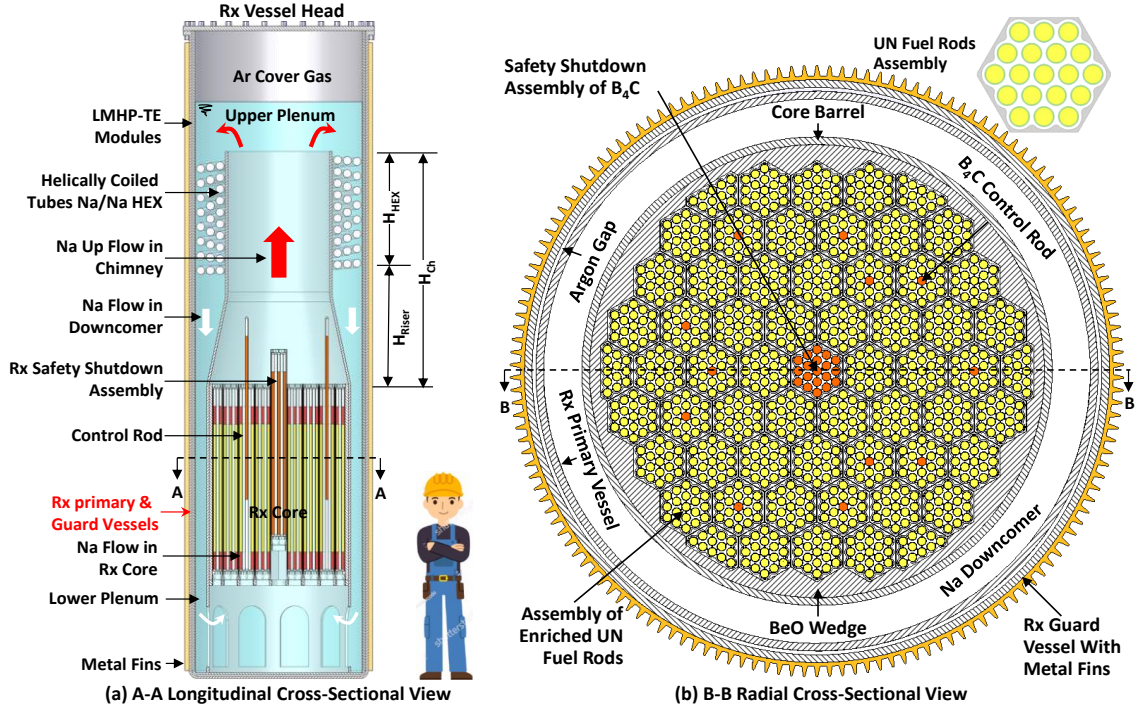 Rx Vessel Head
Ar Cover Gas
Upper Plenum
LMHP-TE
Modules
Helically Coiled
Tubes Na/Na HEX
Na Up Flow in
Chimney
Na Flow in
Downcomer
Rx Safety Shutdown
Assembly
Control Rod
Rx primary &
Guard Vessels
Rx Core
Na Flow in
Rx Core
Lower Plenum
Metal Fins
H_HEX
H_Ch
H_Riser
A
A
(a) A-A Longitudinal Cross-Sectional View
UN Fuel Rods
Assembly
Safety Shutdown
Assembly of B₄C
Core Barrel
B₄C Control Rod
Argon Gap
B
B
Rx Primary Vessel
Na Downcomer
Assembly of
Enriched UN
Fuel Rods
BeO Wedge
Rx Guard
Vessel With
Metal Fins
(b) B-B Radial Cross-Sectional View